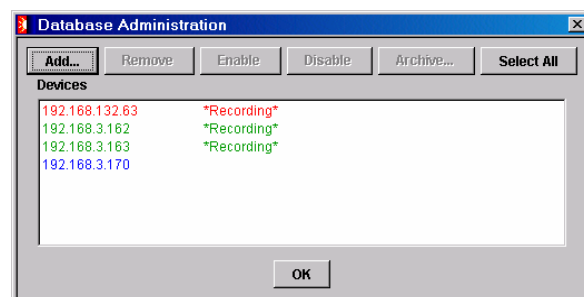 Database Administration
Add... Remove Enable Disable Archive... Select All
Devices
192.168.132.63 *Recording*
192.168.3.162 *Recording*
192.168.3.163 *Recording*
192.168.3.170
OK